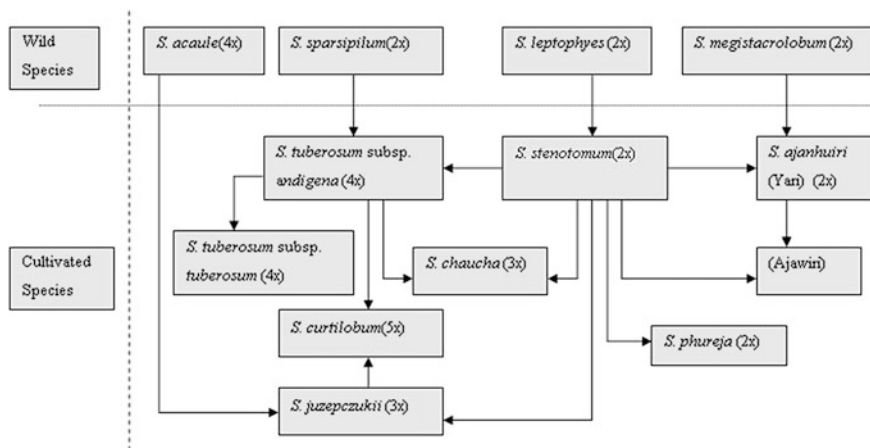 Wild
Species
S. acaule(4x)
S. sparsipilum(2x)
S. leptophyes (2x)
S. megistacrolobum (2x)
S. tuberosum subsp.
andigena (4x)
S. stenotomum(2x)
S. ajanhuiri
(Yari) (2x)
Cultivated
Species
S. tuberosum subsp.
tuberosum (4x)
S. chaucha (3x)
(Ajawiri)
S. curtilobum(5x)
S. phureja (2x)
S. juzepczukii (3x)